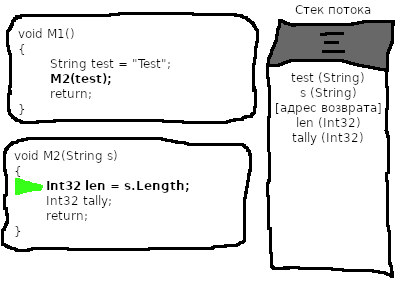 void M1()
{
String test = "Test";
M2(test);
return;
}
void M2(String s)
{
Int32 len = s.Length;
Int32 tally;
return;
}
Стек потока
test (String)
s (String)
[адрес возврата]
len (Int32)
tally (Int32)